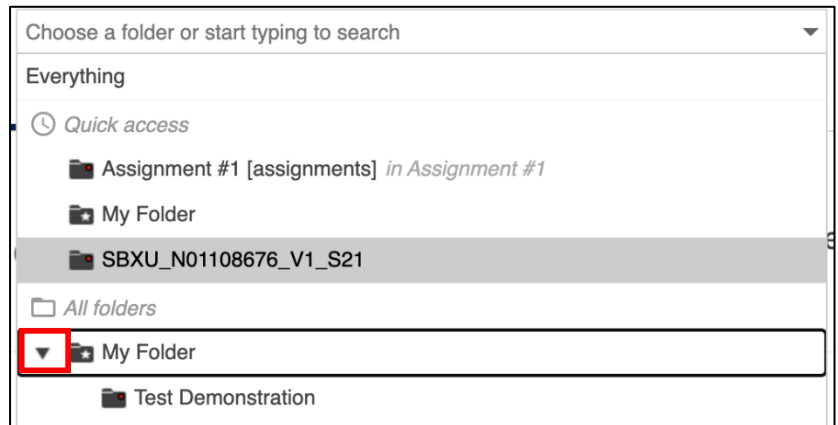 Choose a folder or start typing to search
Everything
Quick access
Assignment #1 [assignments] in Assignment #1
My Folder
SBXU_N01108676_V1_S21
All folders
My Folder
Test Demonstration